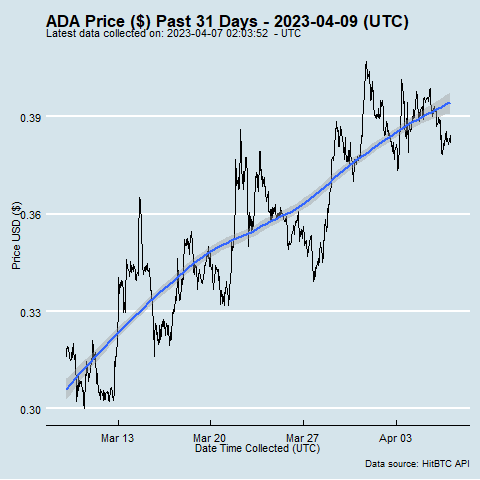 ADA Price ($) Past 31 Days - 2023-04-09 (UTC)
Latest data collected on: 2023-04-07 02:03:52 - UTC
0.39
0.36
0.33
0.30
Price USD ($)
Mar 13
Mar 20
Mar 27
Apr 03
Date Time Collected (UTC)
Data source: HitBTC API